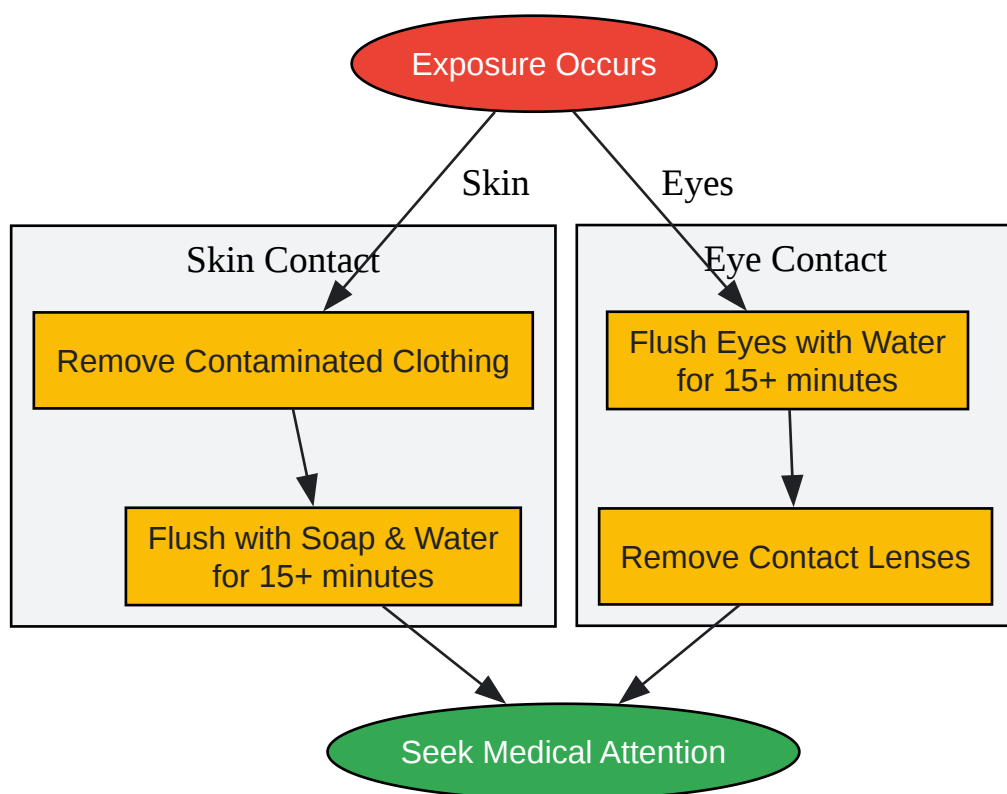 Exposure Occurs
Skin
Eyes
Skin Contact
Remove Contaminated Clothing
Flush with Soap & Water
for 15+ minutes
Eye Contact
Flush Eyes with Water
for 15+ minutes
Remove Contact Lenses
Seek Medical Attention